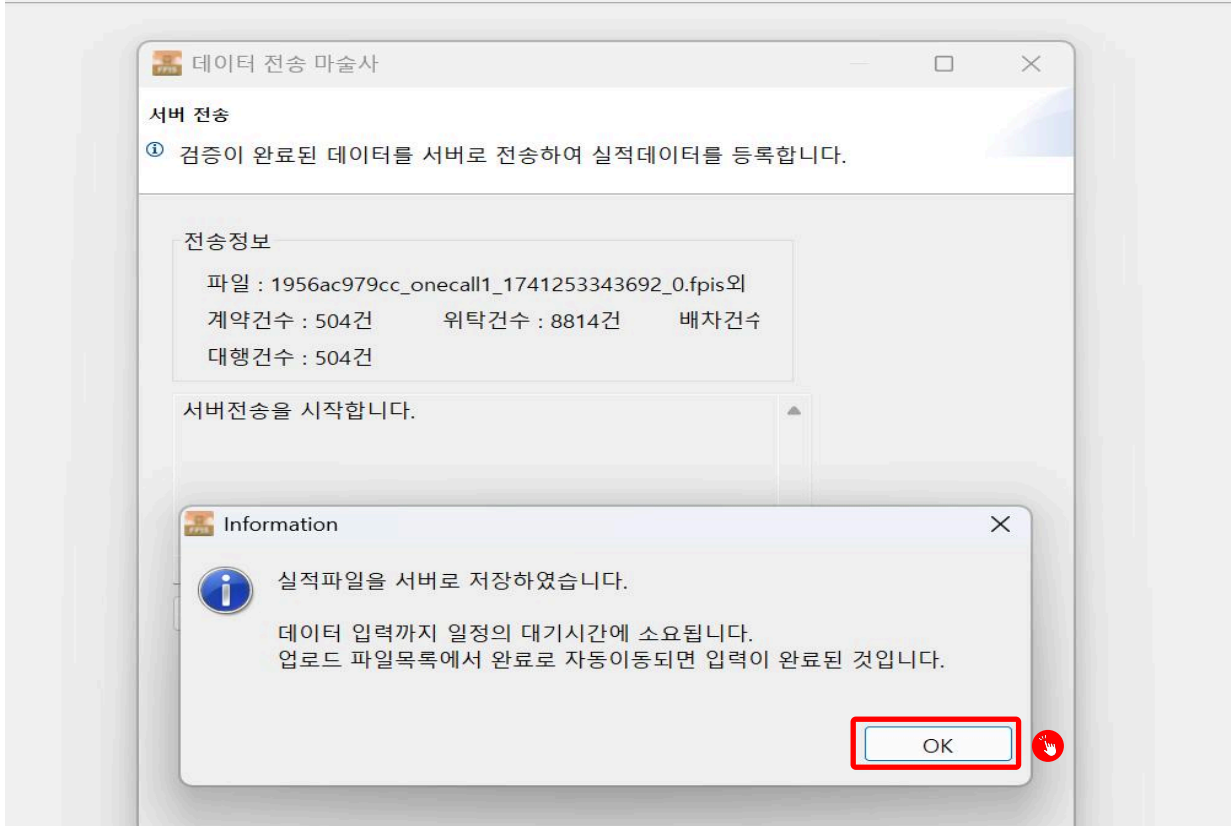 데이터 전송 마술사
서버 전송
검증이 완료된 데이터를 서버로 전송하여 실적데이터를 등록합니다.
전송정보
파일 : 1956ac979cc_onecall1_1741253343692_0.fpis외
계약건수 : 504건 위탁건수 : 8814건 배차건수
대행건수 : 504건
서버전송을 시작합니다.
Information
실적파일을 서버로 저장하였습니다.
데이터 입력까지 일정의 대기시간에 소요됩니다.
업로드 파일목록에서 완료로 자동이동되면 입력이 완료된 것입니다.
OK